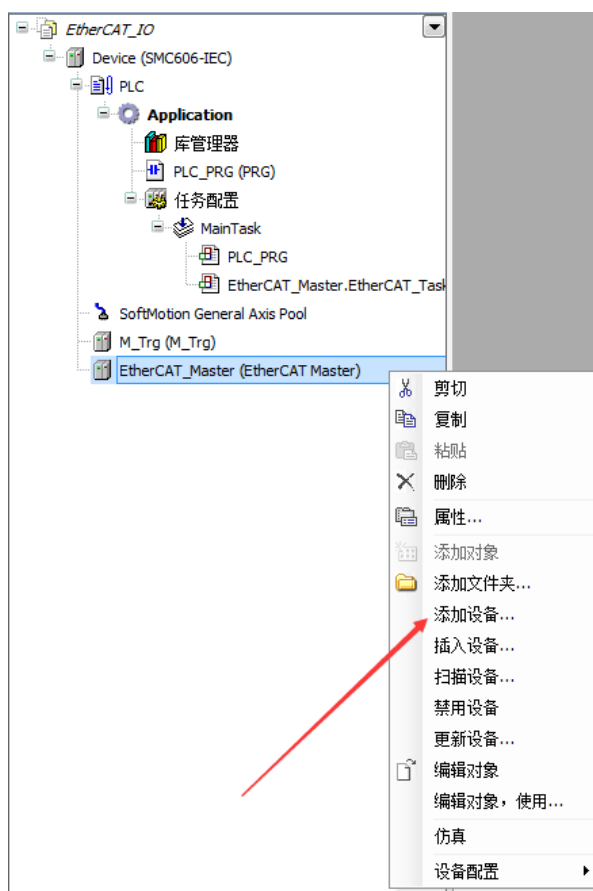 EtherCAT_IO
Device (SMC606-IEC)
PLC
Application
库管理器
PLC_PRG (PRG)
任务配置
MainTask
PLC_PRG
EtherCAT_Master.EtherCAT_Task
SoftMotion General Axis Pool
M_Trg (M_Trg)
EtherCAT_Master (EtherCAT Master)
剪切
复制
粘贴
删除
属性...
添加对象
添加文件夹...
添加设备...
插入设备...
扫描设备...
禁用设备
更新设备...
编辑对象
编辑对象，使用...
仿真
设备配置